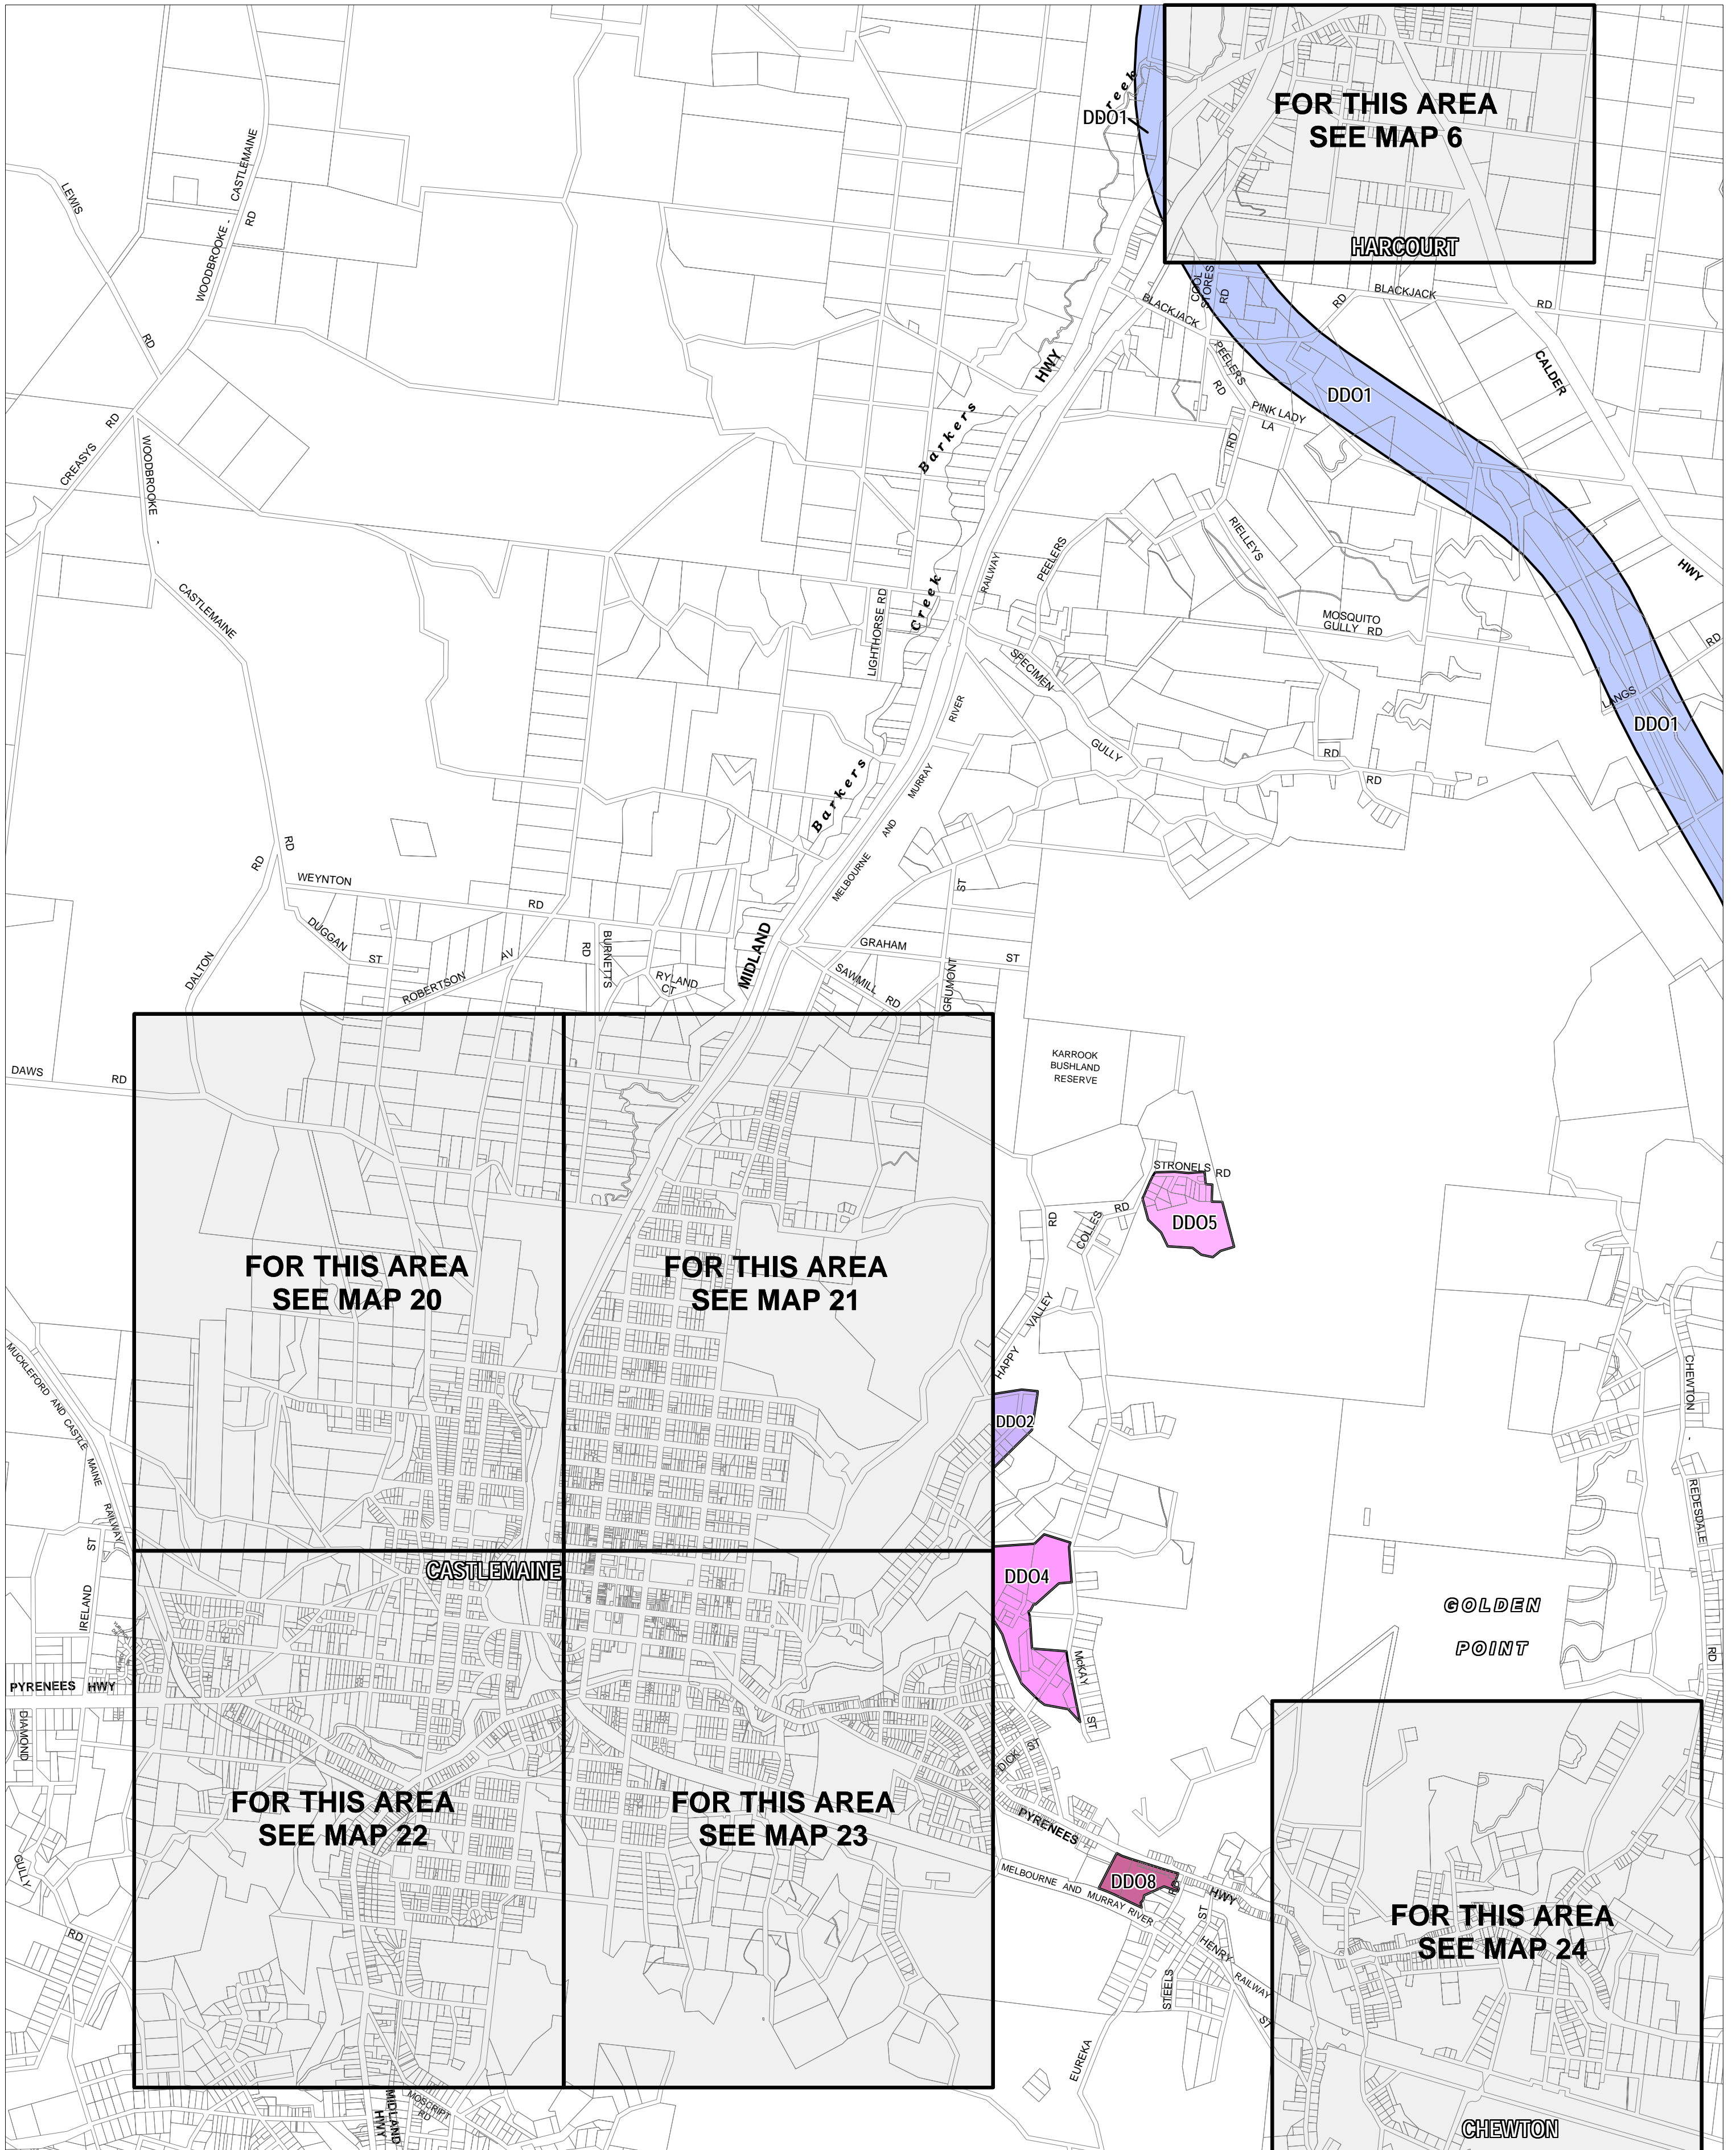 FOR THIS AREA
SEE MAP 6
HARCOURT
DDO1
reek
LEWIS
RD
WOODBROOKE - CASTLEMAINE
RD
COOL
STORES
RD
BLACKJACK
RD
BLACKJACK
RD
CALDER
HWY
DDO1
PEELERS
RD
PINK LADY
LA
RD
HWY
Barkers
CREASYS
RD
WOODBROOKE
-
CASTLEMAINE
RD
RIELLEYS
PEELERS
RAILWAY
Creek
LIGHTHORSE RD
MOSQUITO
GULLY RD
SPECIMEN
GULLY
RD
RD
LANGS
RD
DDO1
RIVER
MURRAY
AND
MELBOURNE
Barkers
RD
DALTON
WEYNTON
RD
DUGGAN
ST
ROBERTSON
AV
RD
BURNETTS
RYLAND
CT
MIDLAND
GRAHAM
ST
SAWMILL
RD
GRUMONT
ST
DAWS
RD
KARROOK
BUSHLAND
RESERVE
STRONELS RD
DDO5
COLLES
RD
RD
VALLEY
HAPPY
FOR THIS AREA
SEE MAP 20
FOR THIS AREA
SEE MAP 21
MUCKLEFORD AND CASTLE MAINE
RAILWAY
DDO2
CHEWTON
-
REDESDALE
RD
CASTLEMAINE
DDO4
GOLDEN
POINT
IRELAND
ST
McKAY
ST
PYRENEES HWY
DIAMOND
GULLY
RD
DICK ST
FOR THIS AREA
SEE MAP 22
FOR THIS AREA
SEE MAP 23
PYRENEES
HWY
DDO8
RD
MELBOURNE AND MURRAY RIVER
RAILWAY
ST
STEELS
HENRY
ST
EUREKA
FOR THIS AREA
SEE MAP 24
CHEWTON
MIDLAND
HWY
MOSCRIPT
RD